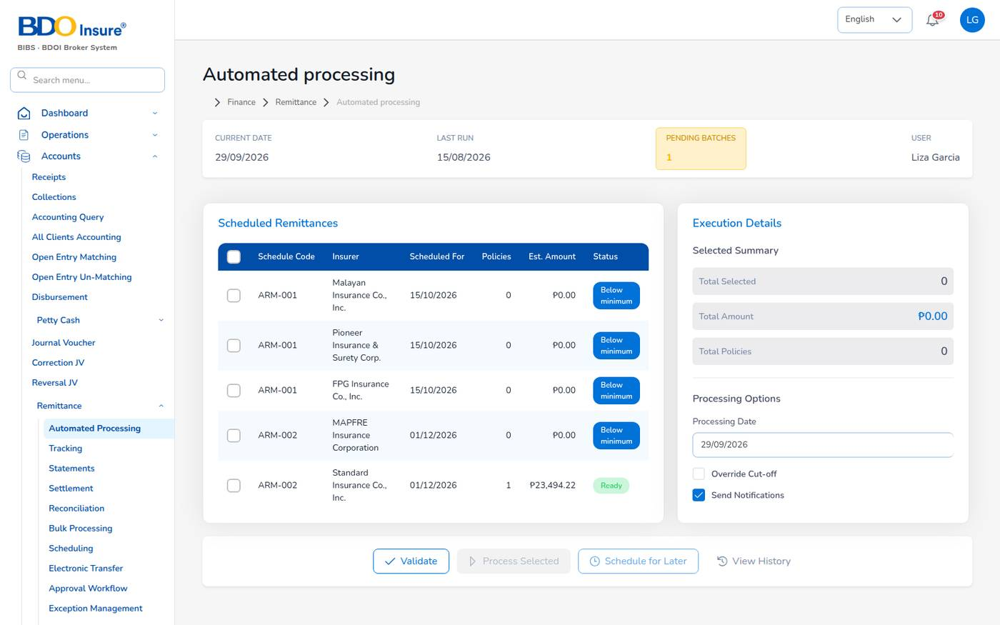 BDO Insure®
BIBS · BDOI Broker System
Search menu...
Dashboard
Operations
Accounts
Receipts
Collections
Accounting Query
All Clients Accounting
Open Entry Matching
Open Entry Un-Matching
Disbursement
Petty Cash
Journal Voucher
Correction JV
Reversal JV
Remittance
Automated Processing
Tracking
Statements
Settlement
Reconciliation
Bulk Processing
Scheduling
Electronic Transfer
Approval Workflow
Exception Management
English
10
LG
Automated processing
Finance > Remittance > Automated processing
CURRENT DATE
29/09/2026
LAST RUN
15/08/2026
PENDING BATCHES
1
USER
Liza Garcia
Scheduled Remittances
Schedule Code Insurer Scheduled For Policies Est. Amount Status
ARM-001 Malayan Insurance Co., Inc. 15/10/2026 0 ₱0.00 Below minimum
ARM-001 Pioneer Insurance & Surety Corp. 15/10/2026 0 ₱0.00 Below minimum
ARM-001 FPG Insurance Co., Inc. 15/10/2026 0 ₱0.00 Below minimum
ARM-002 MAPFRE Insurance Corporation 01/12/2026 0 ₱0.00 Below minimum
ARM-002 Standard Insurance Co., Inc. 01/12/2026 1 ₱23,494.22 Ready
Execution Details
Selected Summary
Total Selected 0
Total Amount ₱0.00
Total Policies 0
Processing Options
Processing Date
29/09/2026
Override Cut-off
Send Notifications
Validate
Process Selected
Schedule for Later
View History